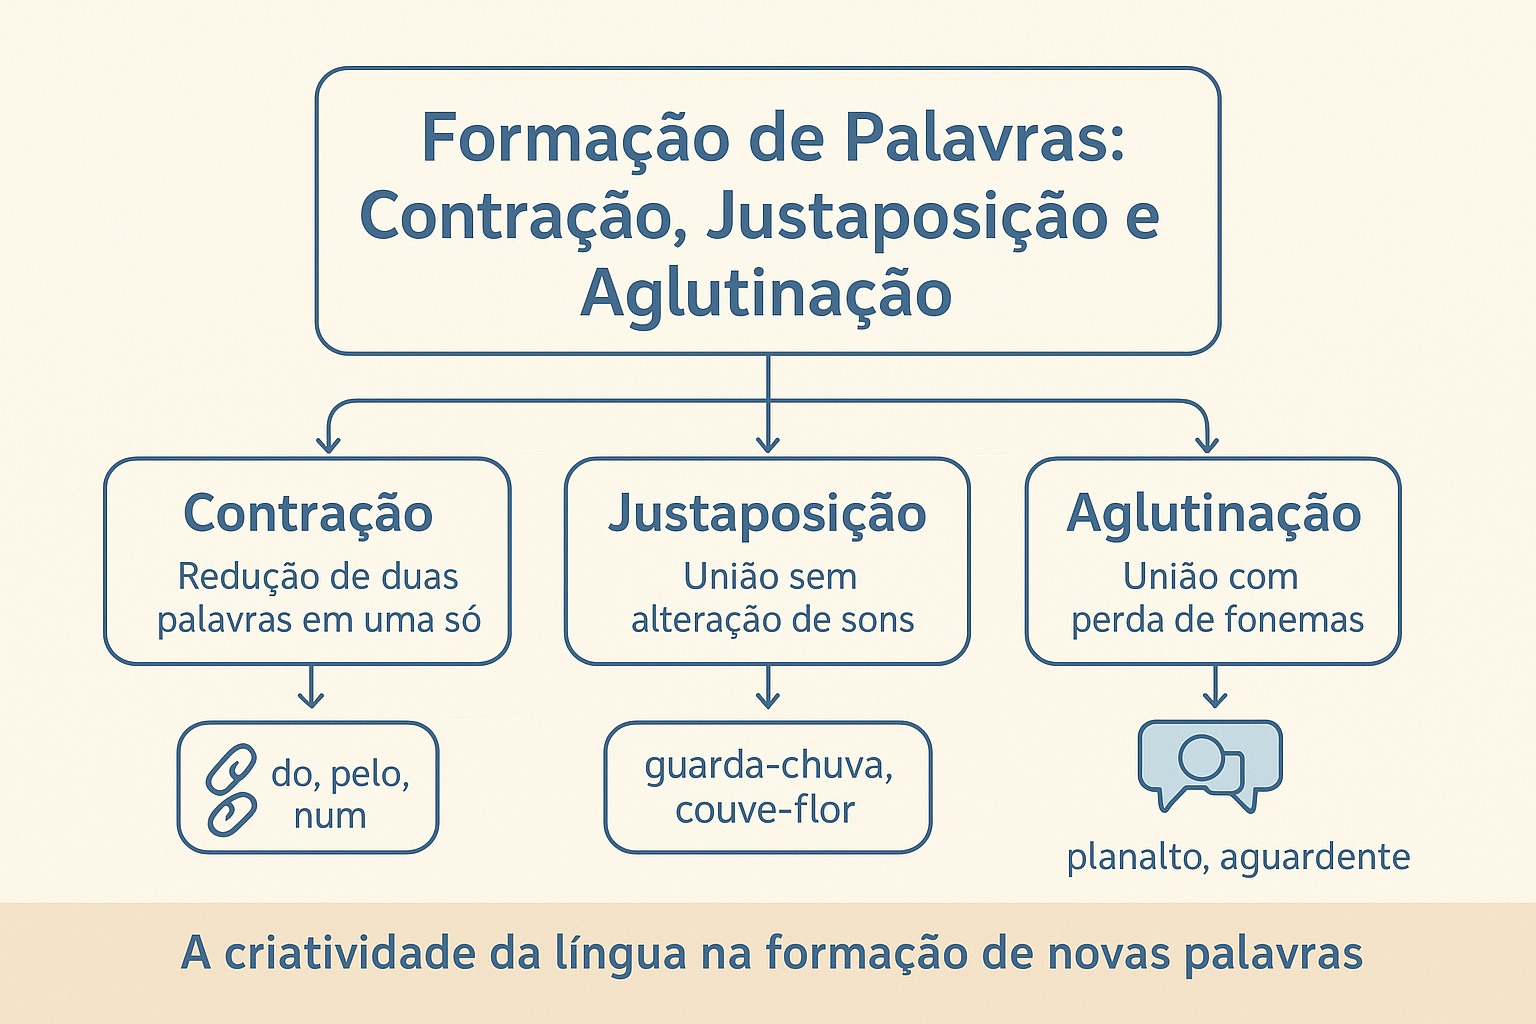 Formação de Palavras:
Contração, Justaposição e
Aglutinação
Contração
Redução de duas
palavras em uma só
Justaposição
União sem
alteração de sons
Aglutinação
União com
perda de fonemas
do, pelo,
num
guarda-chuva,
couve-flor
planalto, aguardente
A criatividade da língua na formação de novas palavras